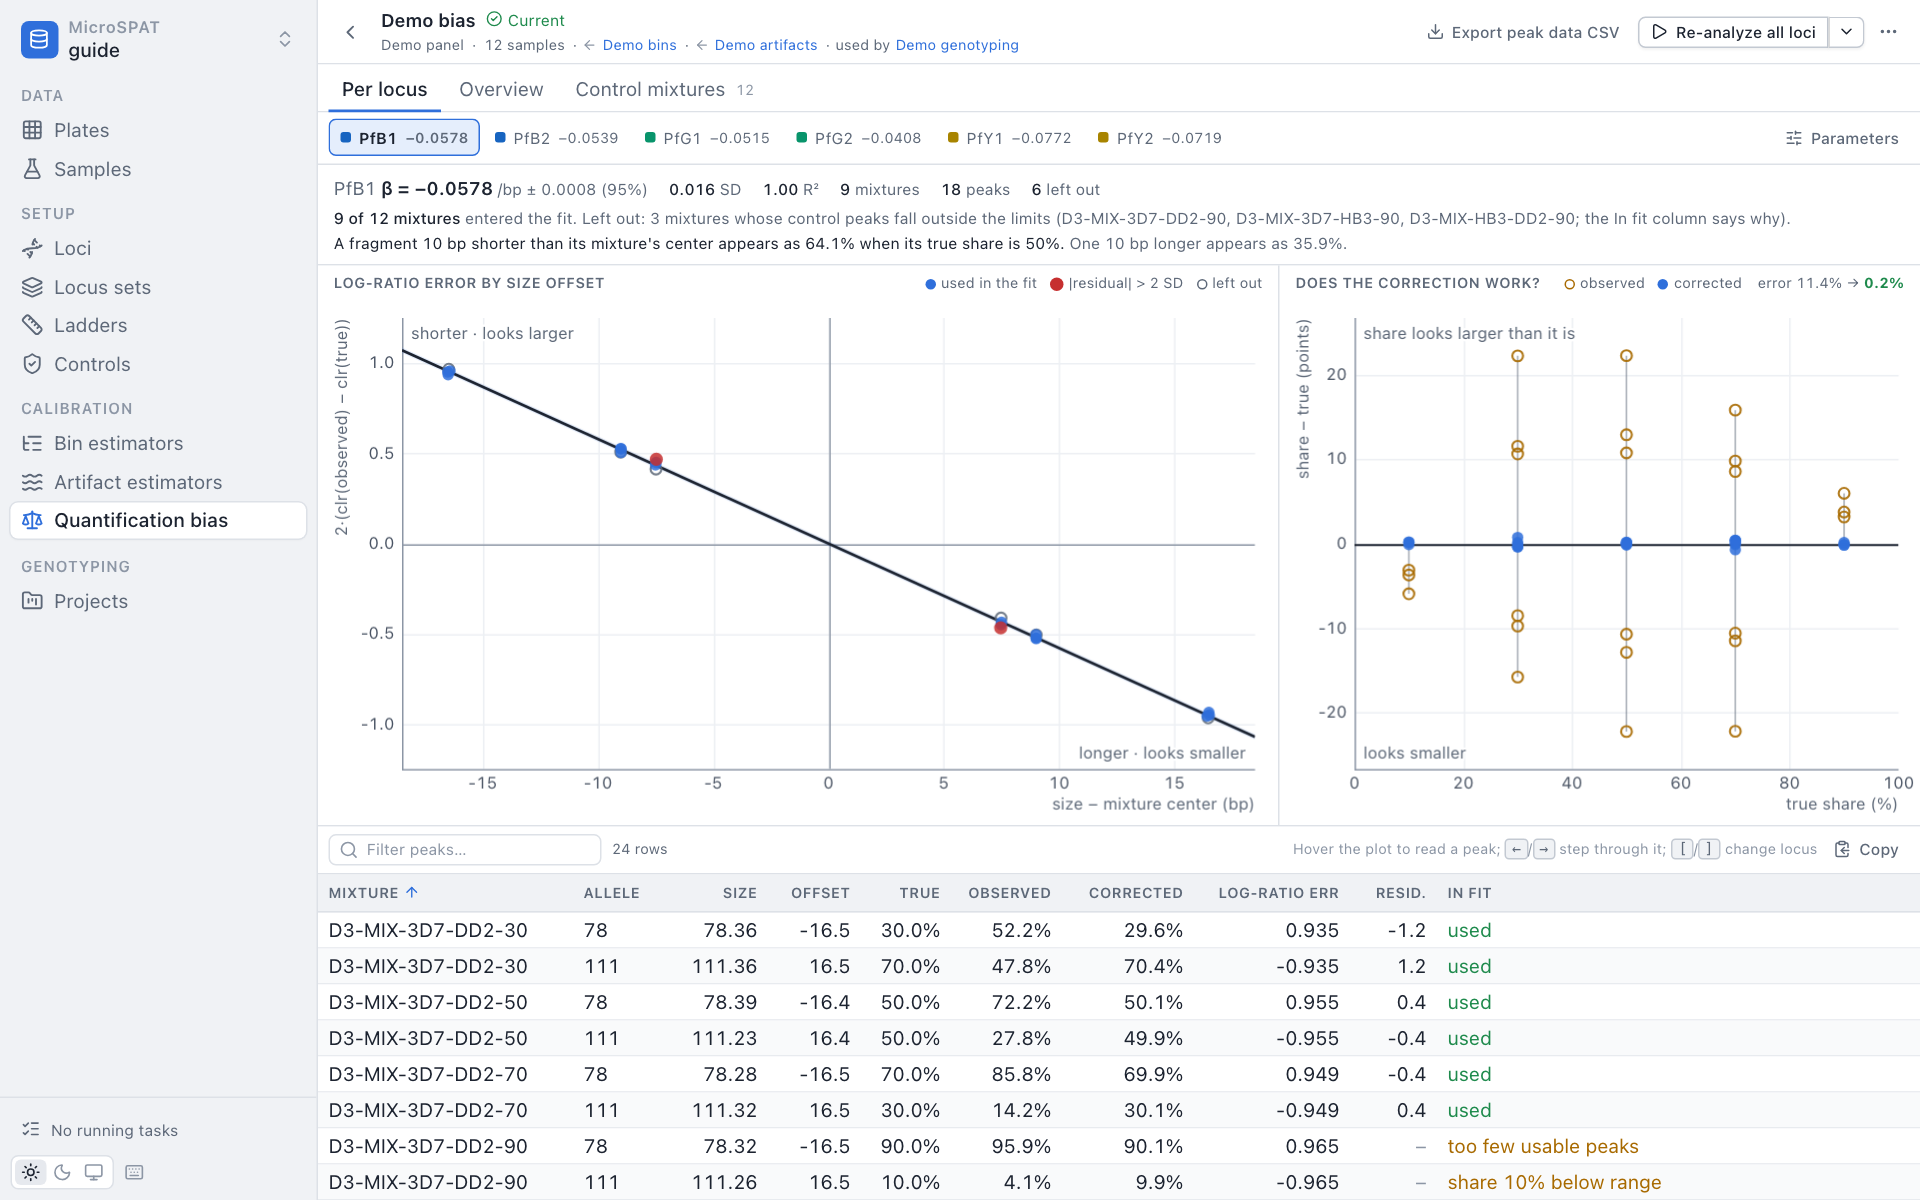 MicroSPAT
guide
DATA
Plates
Samples
SETUP
Loci
Locus sets
Ladders
Controls
CALIBRATION
Bin estimators
Artifact estimators
Quantification bias
GENOTYPING
Projects
No running tasks
Demo bias Current
Demo panel · 12 samples · ← Demo bins · ← Demo artifacts · used by Demo genotyping
Export peak data CSV
Re-analyze all loci
Per locus Overview Control mixtures 12
PfB1 −0.0578 PfB2 −0.0539 PfG1 −0.0515 PfG2 −0.0408 PfY1 −0.0772 PfY2 −0.0719
Parameters
PfB1 β = −0.0578 /bp ± 0.0008 (95%) 0.016 SD 1.00 R² 9 mixtures 18 peaks 6 left out
9 of 12 mixtures entered the fit. Left out: 3 mixtures whose control peaks fall outside the limits (D3-MIX-3D7-DD2-90, D3-MIX-3D7-HB3-90, D3-MIX-HB3-DD2-90; the In fit column says why).
A fragment 10 bp shorter than its mixture's center appears as 64.1% when its true share is 50%. One 10 bp longer appears as 35.9%.
LOG-RATIO ERROR BY SIZE OFFSET
used in the fit |residual| > 2 SD left out
shorter · looks larger
2·(clr(observed) − clr(true))
1.0
0.5
0.0
-0.5
-1.0
longer · looks smaller
-15 -10 -5 0 5 10 15
size − mixture center (bp)
DOES THE CORRECTION WORK?
observed corrected error 11.4% → 0.2%
share looks larger than it is
share − true (points)
20
10
0
-10
-20
looks smaller
0 20 40 60 80 100
true share (%)
Filter peaks...
24 rows
Hover the plot to read a peak; ← / → step through it; [ / ] change locus
Copy
MIXTURE ↑ ALLELE SIZE OFFSET TRUE OBSERVED CORRECTED LOG-RATIO ERR RESID. IN FIT
D3-MIX-3D7-DD2-30 78 78.36 -16.5 30.0% 52.2% 29.6% 0.935 -1.2 used
D3-MIX-3D7-DD2-30 111 111.36 16.5 70.0% 47.8% 70.4% -0.935 1.2 used
D3-MIX-3D7-DD2-50 78 78.39 -16.4 50.0% 72.2% 50.1% 0.955 0.4 used
D3-MIX-3D7-DD2-50 111 111.23 16.4 50.0% 27.8% 49.9% -0.955 -0.4 used
D3-MIX-3D7-DD2-70 78 78.28 -16.5 70.0% 85.8% 69.9% 0.949 -0.4 used
D3-MIX-3D7-DD2-70 111 111.32 16.5 30.0% 14.2% 30.1% -0.949 0.4 used
D3-MIX-3D7-DD2-90 78 78.32 -16.5 90.0% 95.9% 90.1% 0.965 – too few usable peaks
D3-MIX-3D7-DD2-90 111 111.26 16.5 10.0% 4.1% 9.9% -0.965 – share 10% below range